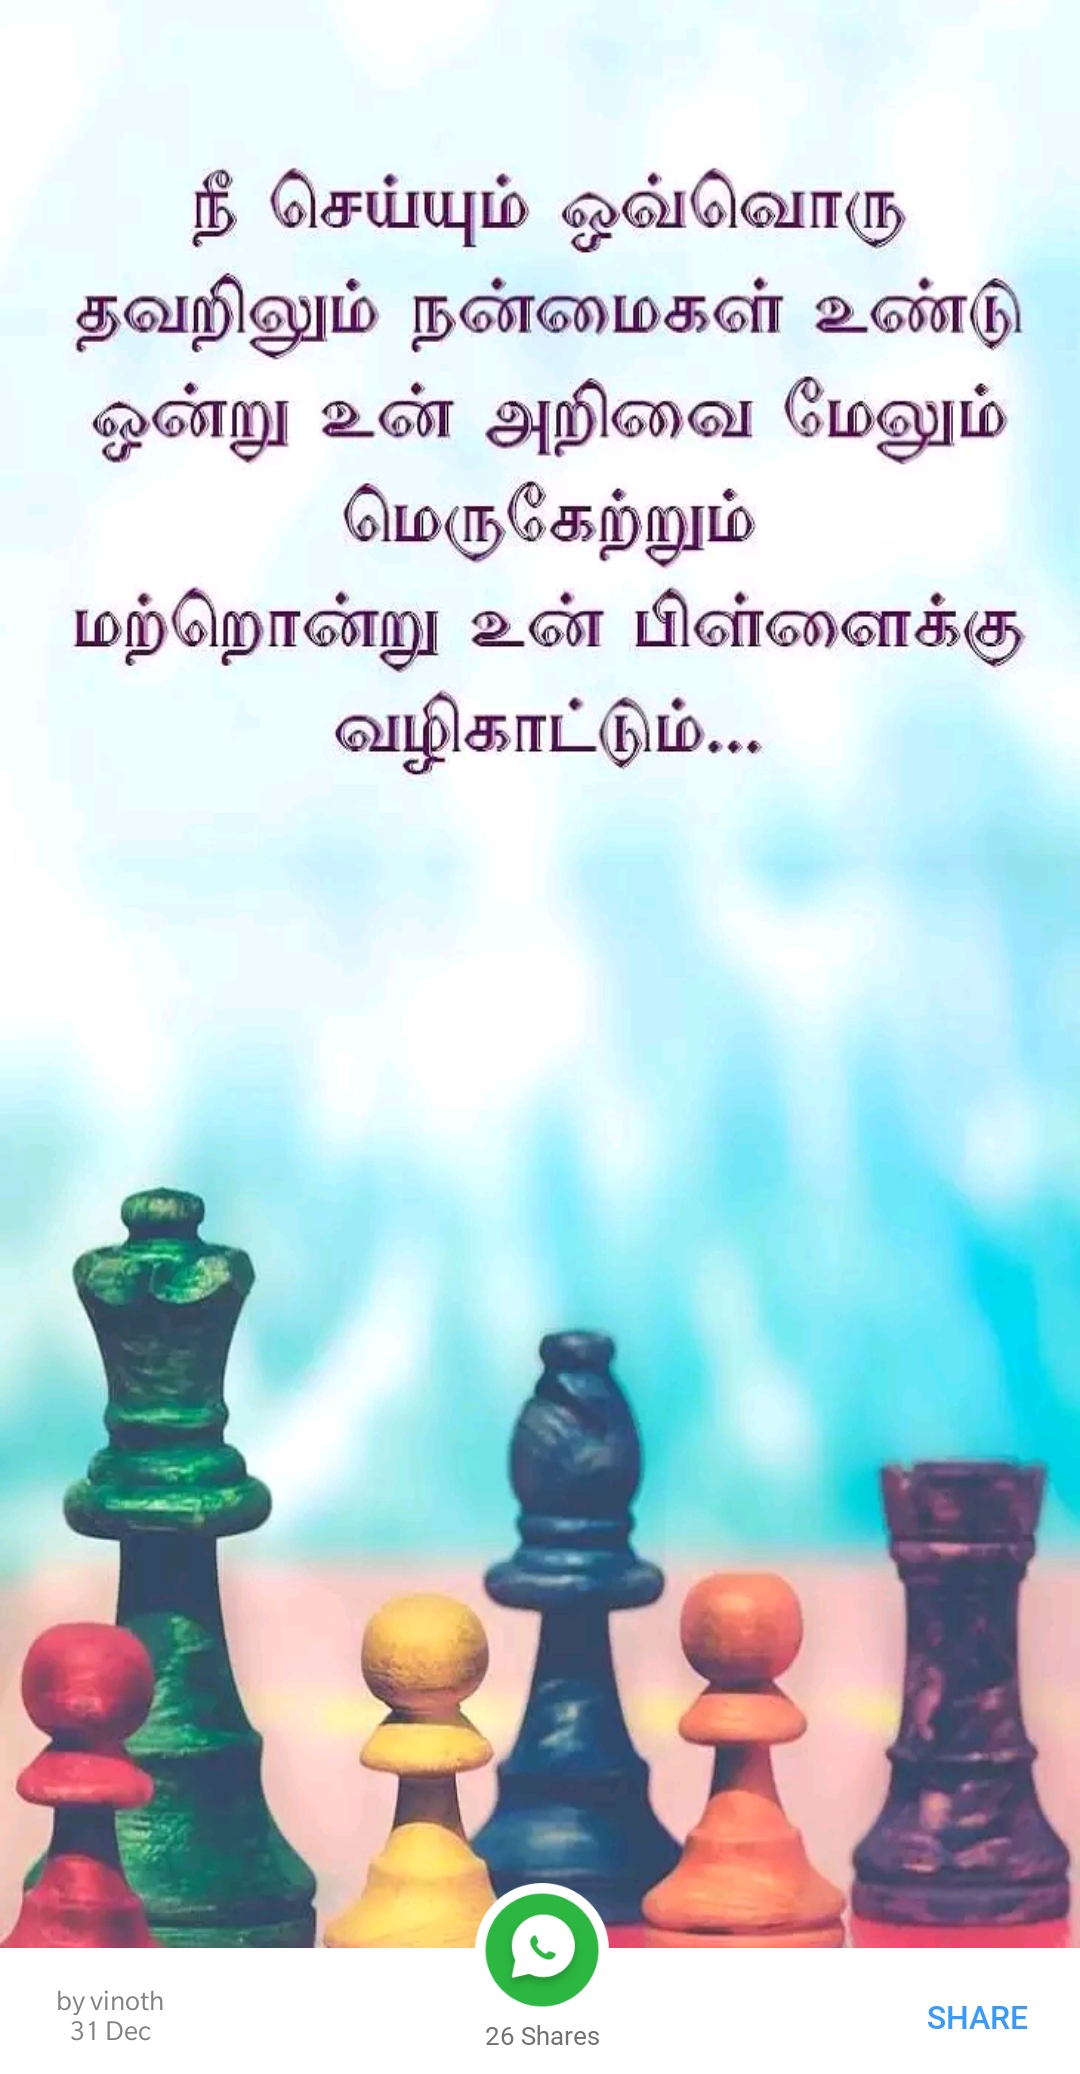 நீ செய்யும் ஒவ்வொரு
தவறிலும் நன்மைகள் உண்டு
ஒன்று உன் அறிவை மேலும்
மெருகேற்றும்
மற்றொன்று உன் பிள்ளைக்கு
வழிகாட்டும்...
by vinoth
31 Dec
26 Shares
SHARE